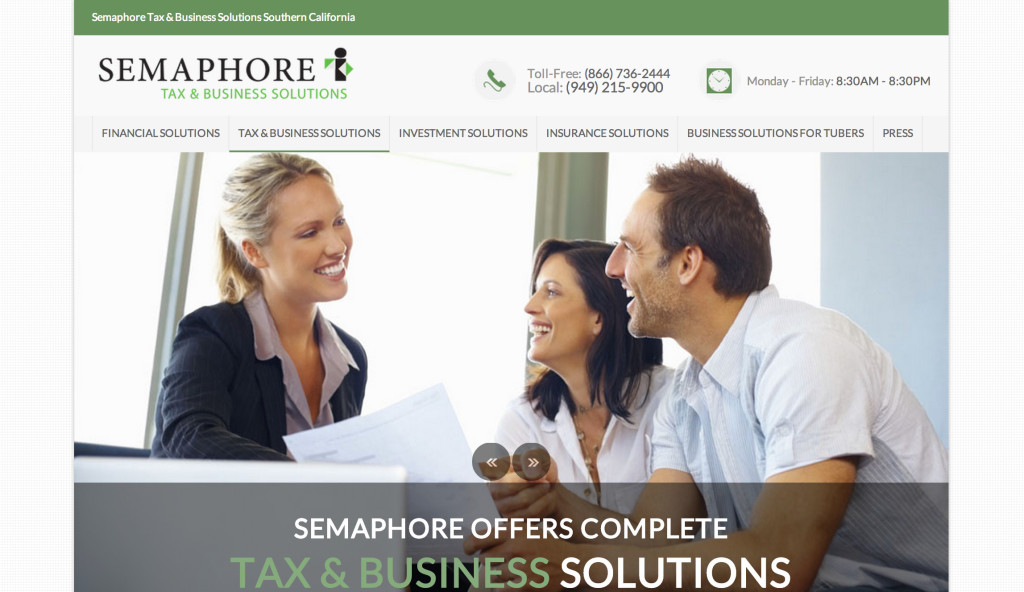 Semaphore Tax & Business Solutions Southern California
SEMAPHORE
TAX & BUSINESS SOLUTIONS
Toll-Free: (866) 736-2444
Local: (949) 215-9900
Monday - Friday: 8:30AM - 8:30PM
FINANCIAL SOLUTIONS
TAX & BUSINESS SOLUTIONS
INVESTMENT SOLUTIONS
INSURANCE SOLUTIONS
BUSINESS SOLUTIONS FOR TUBERS
PRESS
SEMAPHORE OFFERS COMPLETE
TAX & BUSINESS SOLUTIONS